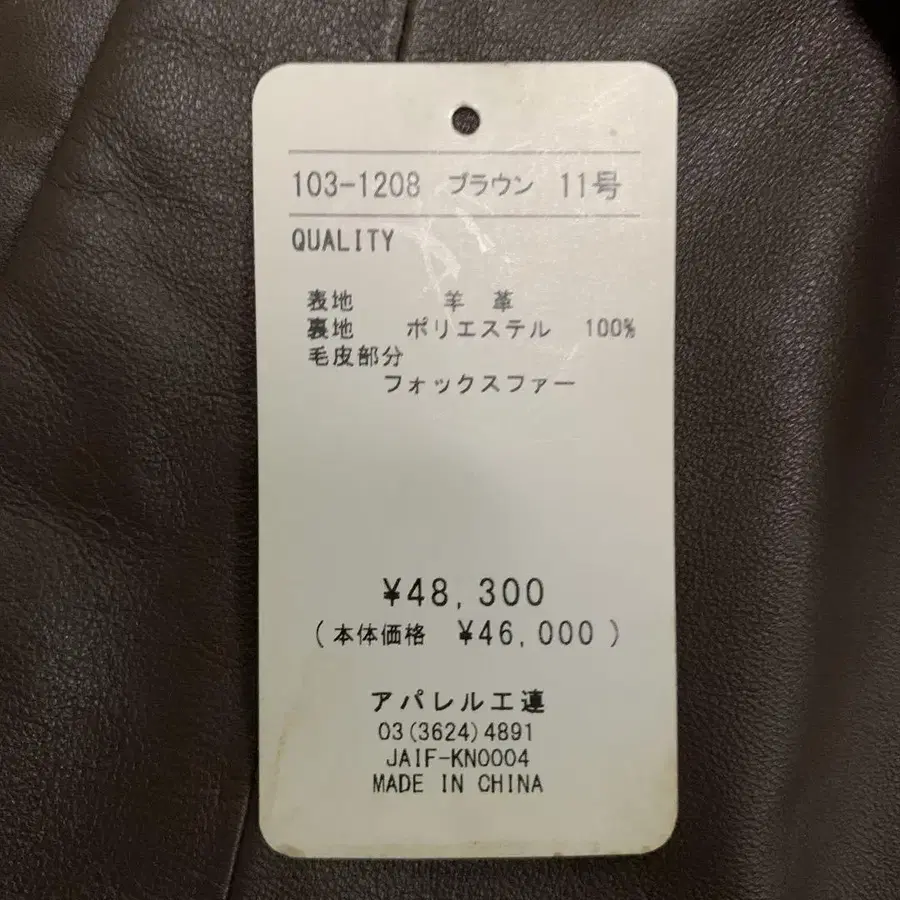 103-1208 ブラウン 11号
QUALITY
表地 羊 革
裏地 ポリエステル 100%
毛皮部分
フォックスファー
¥48,300
(本体価格 ¥46,000)
アパレル工連
03(3624)4891
JAIF-KN0004
MADE IN CHINA